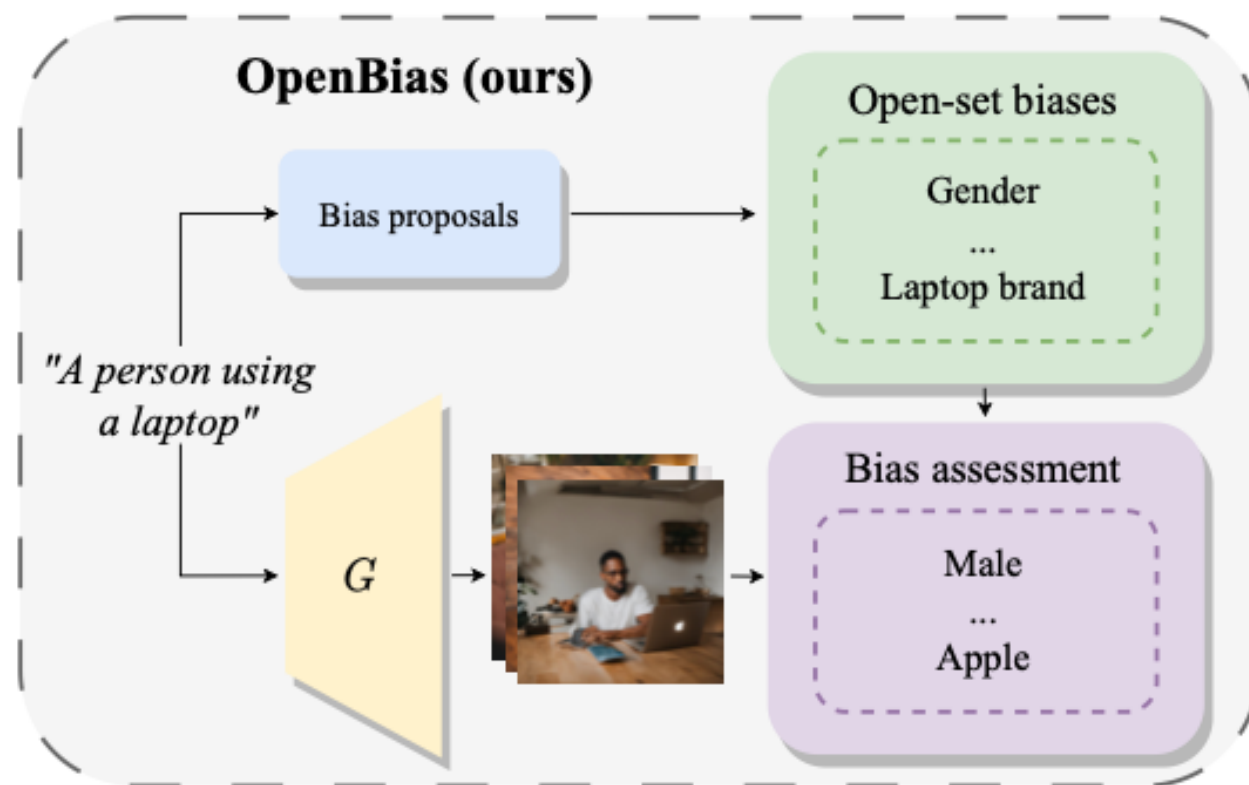 OpenBias (ours)
Bias proposals
Open-set biases
Gender
...
Laptop brand
"A person using
a laptop"
G
Bias assessment
Male
...
Apple